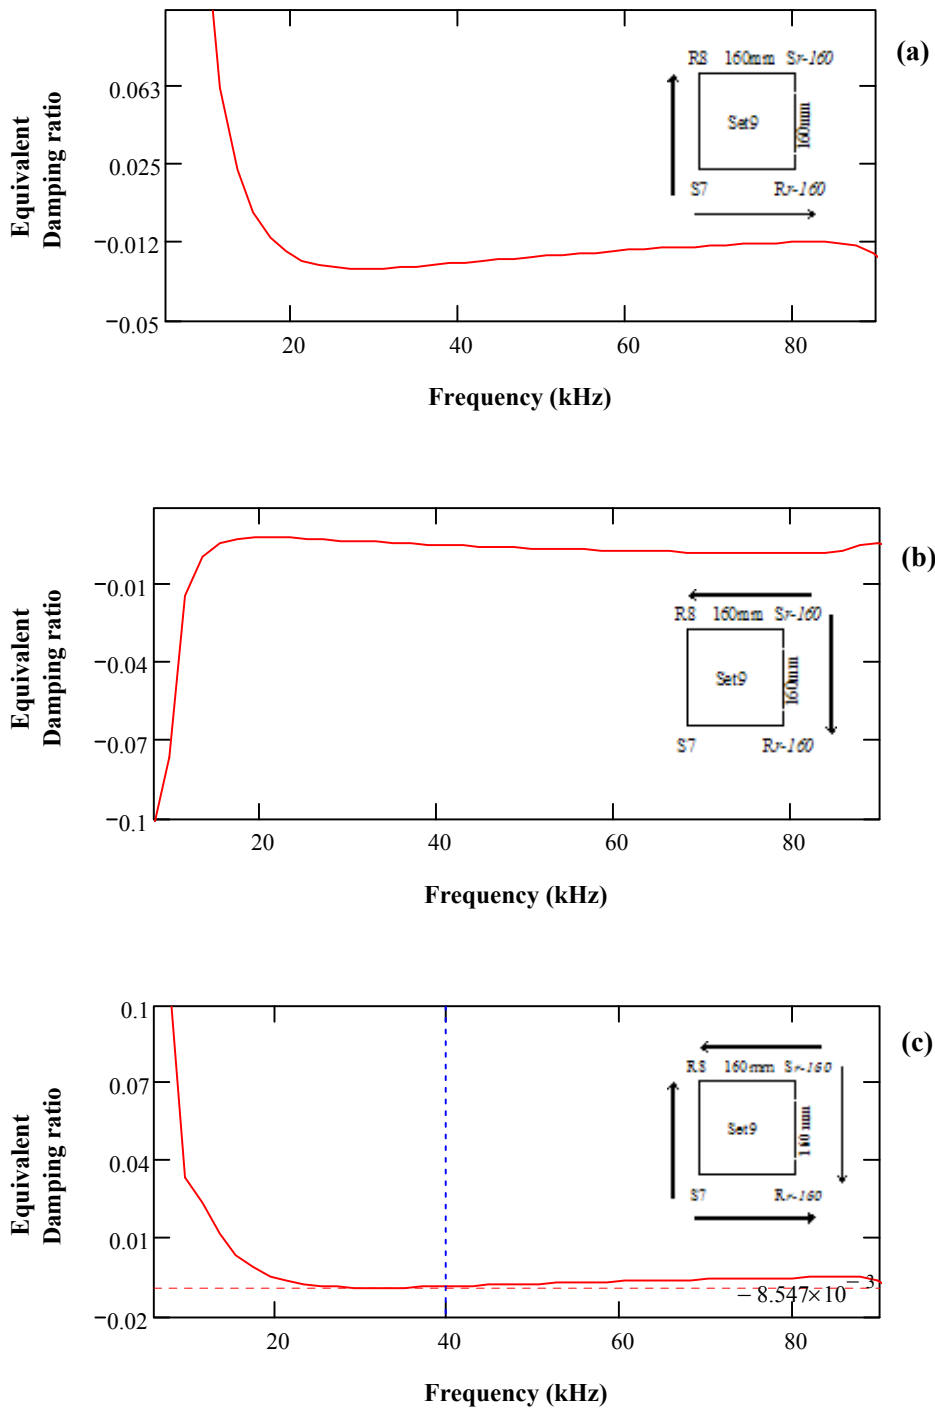 (a)
Equivalent
Damping ratio
0.063
0.025
−0.012
−0.05
R8 160mm Sr-160
Set9
160mm
S7 Rr-160
20 40 60 80
Frequency (kHz)
(b)
Equivalent
Damping ratio
−0.01
−0.04
−0.07
−0.1
R8 160mm Sr-160
Set9
160mm
S7 Rr-160
20 40 60 80
Frequency (kHz)
(c)
Equivalent
Damping ratio
0.1
0.07
0.04
0.01
−0.02
R8 160 mm Sr-160
Set9
160 mm
S7 Rr-160
− 8.547×10 − 3
20 40 60 80
Frequency (kHz)